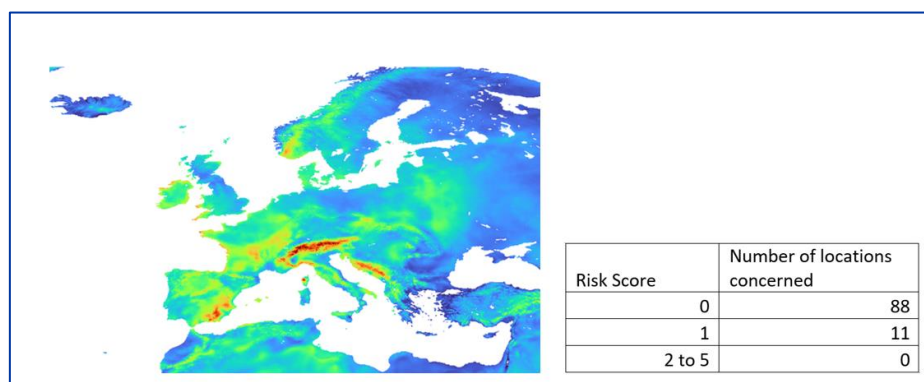 Risk Score
Number of locations
concerned
0 88
1 11
2 to 5 0